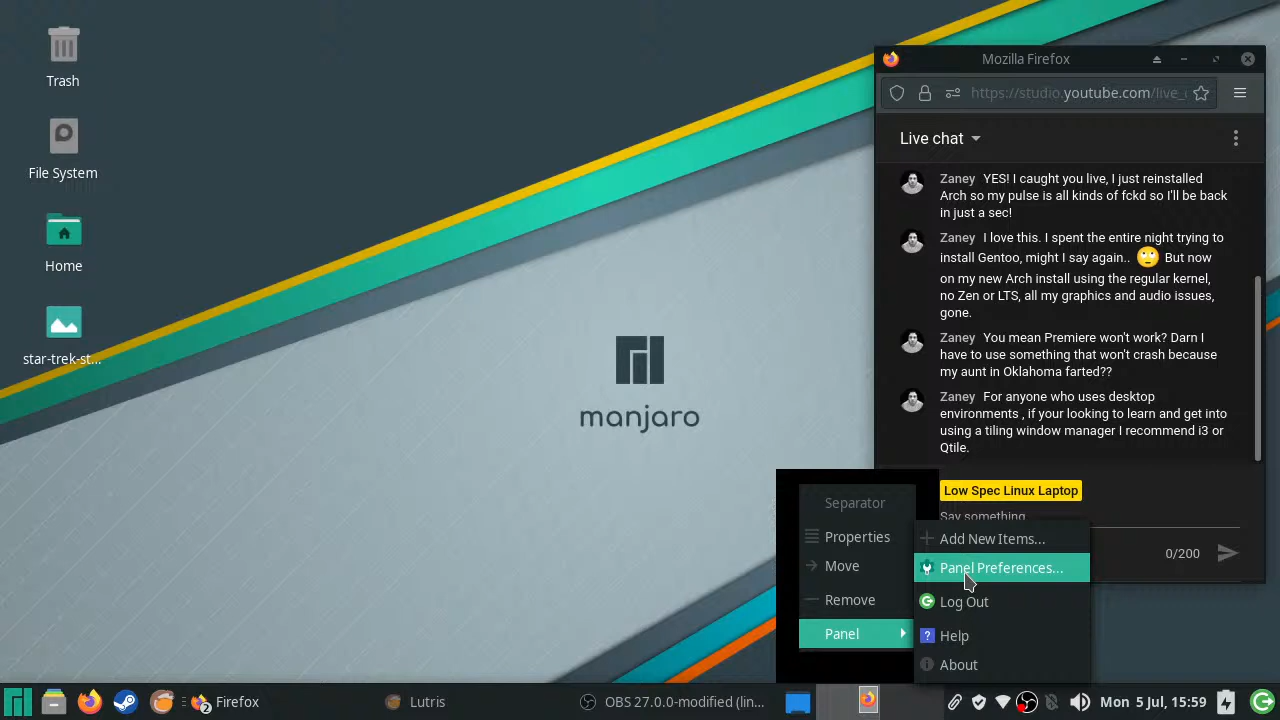 Trash
File System
Home
star-trek-st...
manjaro
Mozilla Firefox
https://studio.youtube.com/live_c
Live chat
Zaney YES! I caught you live, I just reinstalled
Arch so my pulse is all kinds of fckd so I'll be back
in just a sec!
Zaney I love this. I spent the entire night trying to
install Gentoo, might I say again.. 🙄 But now
on my new Arch install using the regular kernel,
no Zen or LTS, all my graphics and audio issues,
gone.
Zaney You mean Premiere won't work? Darn I
have to use something that won't crash because
my aunt in Oklahoma farted??
Zaney For anyone who uses desktop
environments , if your looking to learn and get into
using a tiling window manager I recommend i3 or
Qtile.
Low Spec Linux Laptop
Say something
0/200
Separator
Properties
Move
Remove
Panel
Add New Items...
Panel Preferences...
Log Out
Help
About
2 Firefox
Lutris
OBS 27.0.0-modified (lin...
Mon 5 Jul, 15:59